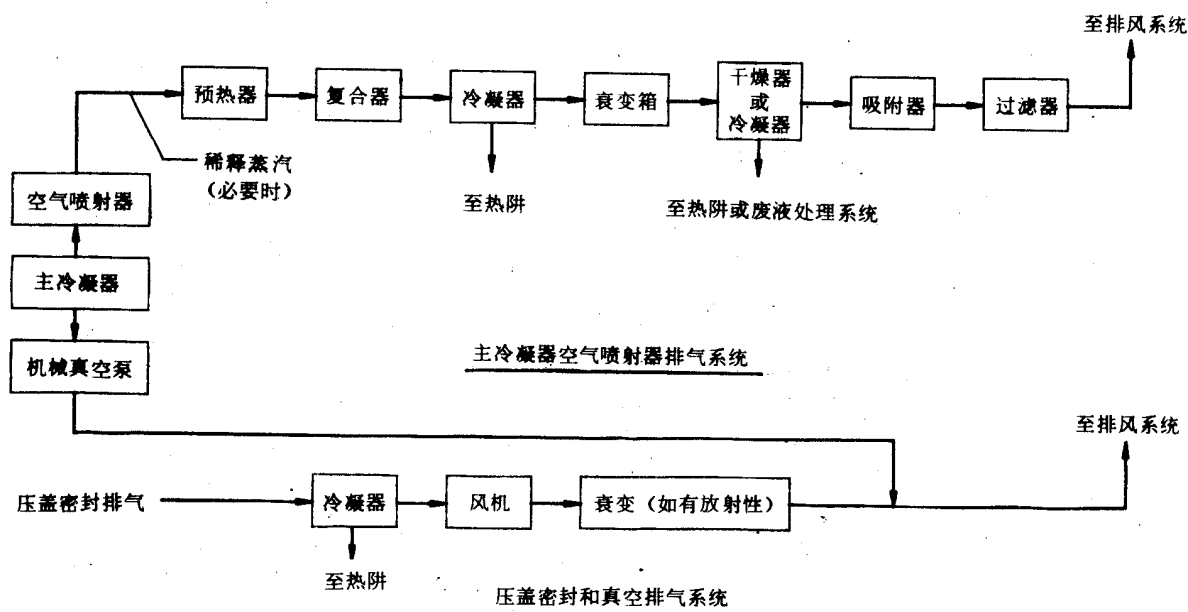 至排风系统
预热器
复合器
冷凝器
衰变箱
干燥器
或
冷凝器
吸附器
过滤器
稀释蒸汽
(必要时)
空气喷射器
至热阱
至热阱或废液处理系统
主冷凝器
机械真空泵
主冷凝器空气喷射器排气系统
至排风系统
压盖密封排气
冷凝器
风机
衰变(如有放射性)
至热阱
压盖密封和真空排气系统